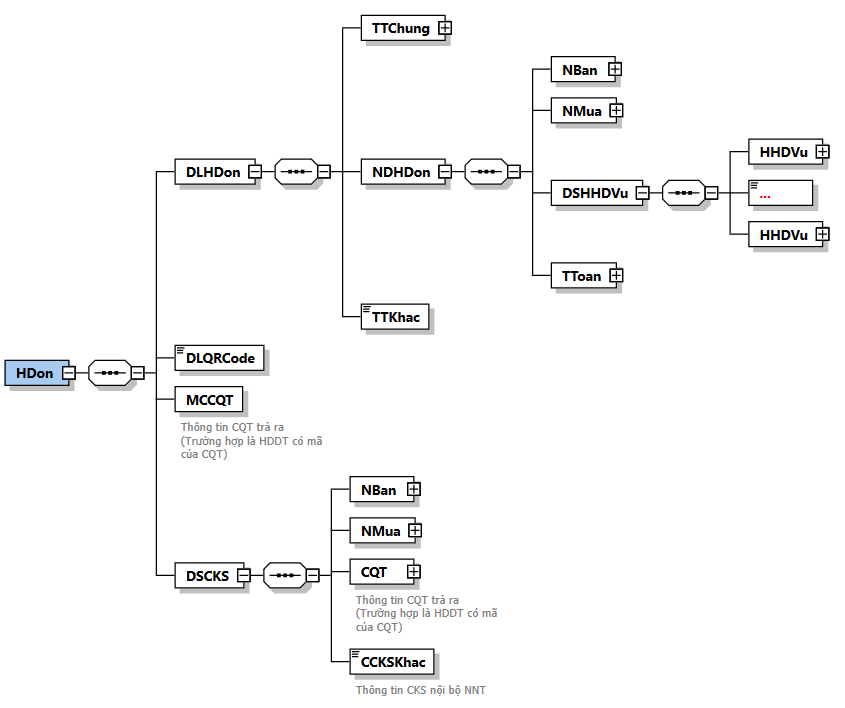 TTChung
NBan
NMua
HHDVu
DLHDon
NDHDon
DSHHDVu
...
HHDVu
TToan
TTKhac
DLQRCode
HDon
MCCQT
Thông tin CQT trả ra
(Trường hợp là HDDT có mã
của CQT)
NBan
NMua
DSCKS
CQT
Thông tin CQT trả ra
(Trường hợp là HDDT có mã
của CQT)
CCKSKhac
Thông tin CKS nội bộ NNT